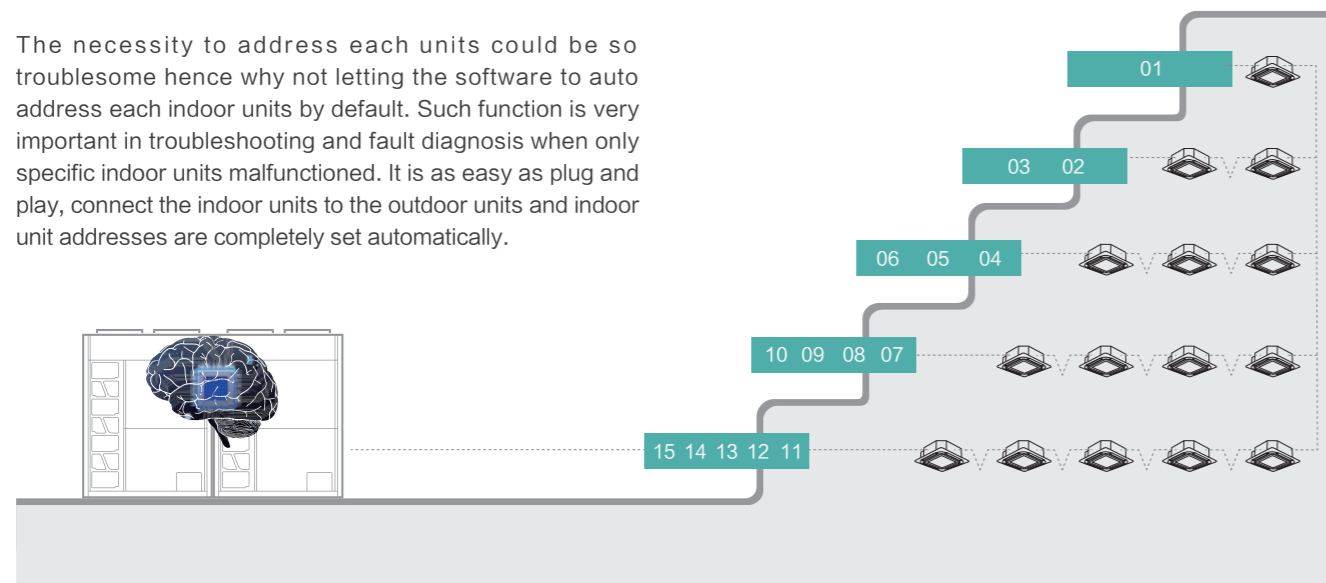 The necessity to address each units could be so
troublesome hence why not letting the software to auto
address each indoor units by default. Such function is very
important in troubleshooting and fault diagnosis when only
specific indoor units malfunctioned. It is as easy as plug and
play, connect the indoor units to the outdoor units and indoor
unit addresses are completely set automatically.
01
03 02
06 05 04
10 09 08 07
15 14 13 12 11